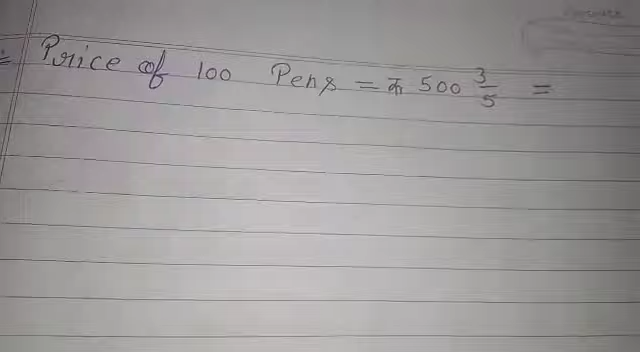 Price of 100 Pens = रू 500 3/5 =